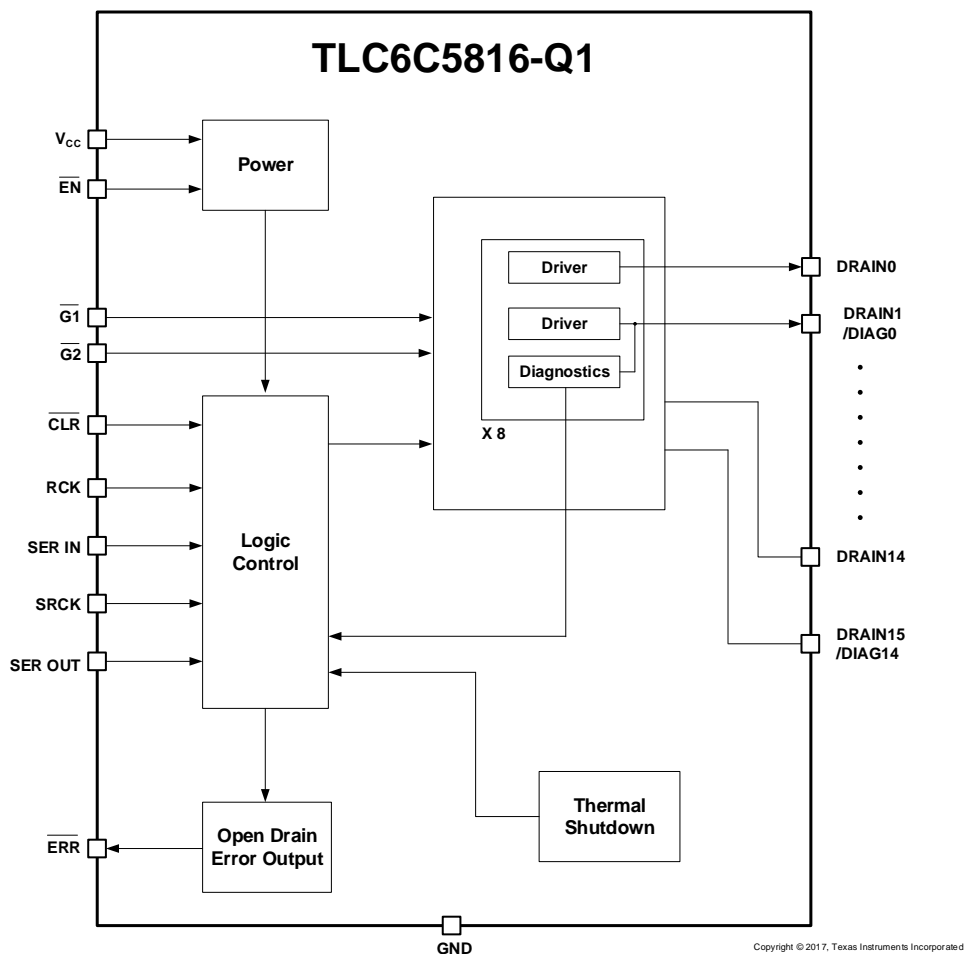 TLC6C5816-Q1
VCC
EN
Power
G1
G2
CLR
RCK
SER IN
SRCK
SER OUT
Logic
Control
Driver
Driver
Diagnostics
X 8
DRAIN0
DRAIN1
/DIAG0
DRAIN14
DRAIN15
/DIAG14
Thermal
Shutdown
Open Drain
Error Output
ERR
GND
Copyright © 2017, Texas Instruments Incorporated